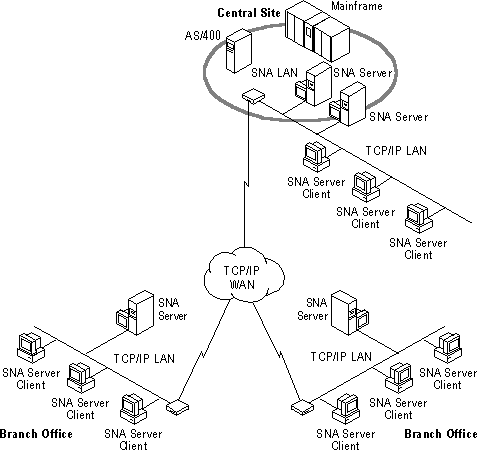 Central Site
Mainframe
AS/400
SNA LAN
SNA Server
SNA Server
TCP/IP LAN
SNA Server
Client
SNA Server
Client
SNA Server
Client
TCP/IP
WAN
SNA
Server
TCP/IP LAN
SNA Server
Client
SNA Server
Client
SNA Server
Client
Branch Office
SNA
Server
TCP/IP LAN
SNA Server
Client
SNA Server
Client
SNA Server
Client
Branch Office